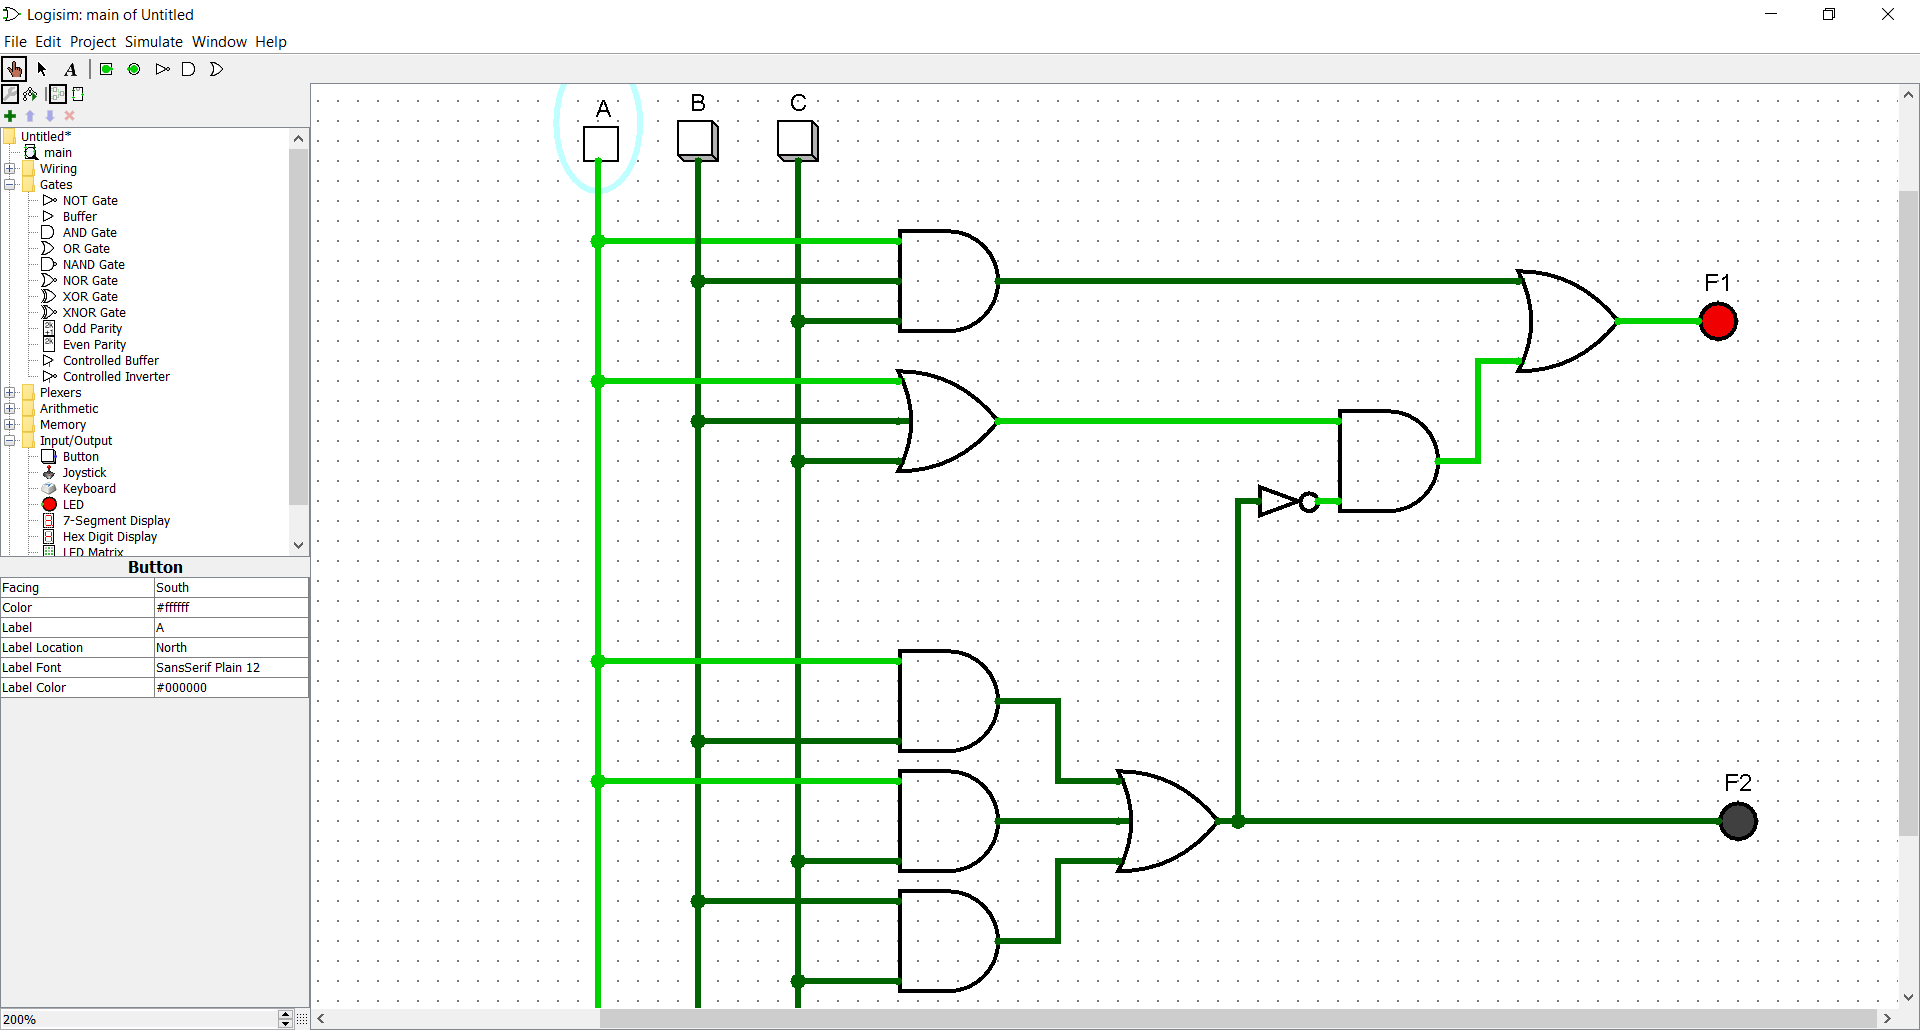 Logisim: main of Untitled
File Edit Project Simulate Window Help
A
Untitled*
main
Wiring
Gates
NOT Gate
Buffer
AND Gate
OR Gate
NAND Gate
NOR Gate
XOR Gate
XNOR Gate
Odd Parity
Even Parity
Controlled Buffer
Controlled Inverter
Plexers
Arithmetic
Memory
Input/Output
Button
Joystick
Keyboard
LED
7-Segment Display
Hex Digit Display
LED Matrix
Button
Facing South
Color #ffffff
Label A
Label Location North
Label Font SansSerif Plain 12
Label Color #000000
200%
A B C
F1
F2